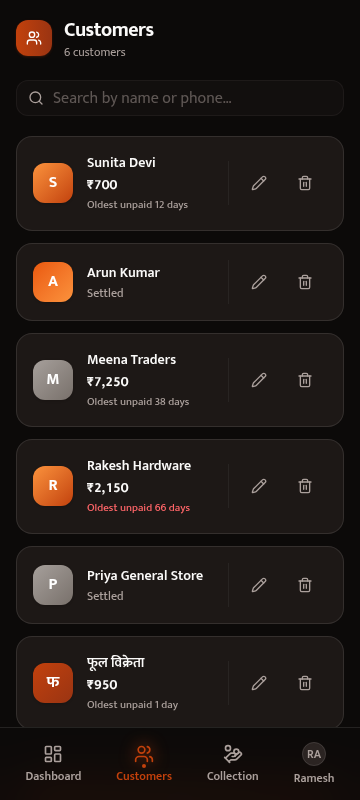 Customers
6 customers
Search by name or phone...
S
Sunita Devi
₹700
Oldest unpaid 12 days
A
Arun Kumar
Settled
M
Meena Traders
₹7,250
Oldest unpaid 38 days
R
Rakesh Hardware
₹2,150
Oldest unpaid 66 days
P
Priya General Store
Settled
फ
फूल विक्रेता
₹950
Oldest unpaid 1 day
Dashboard
Customers
Collection
RA
Ramesh